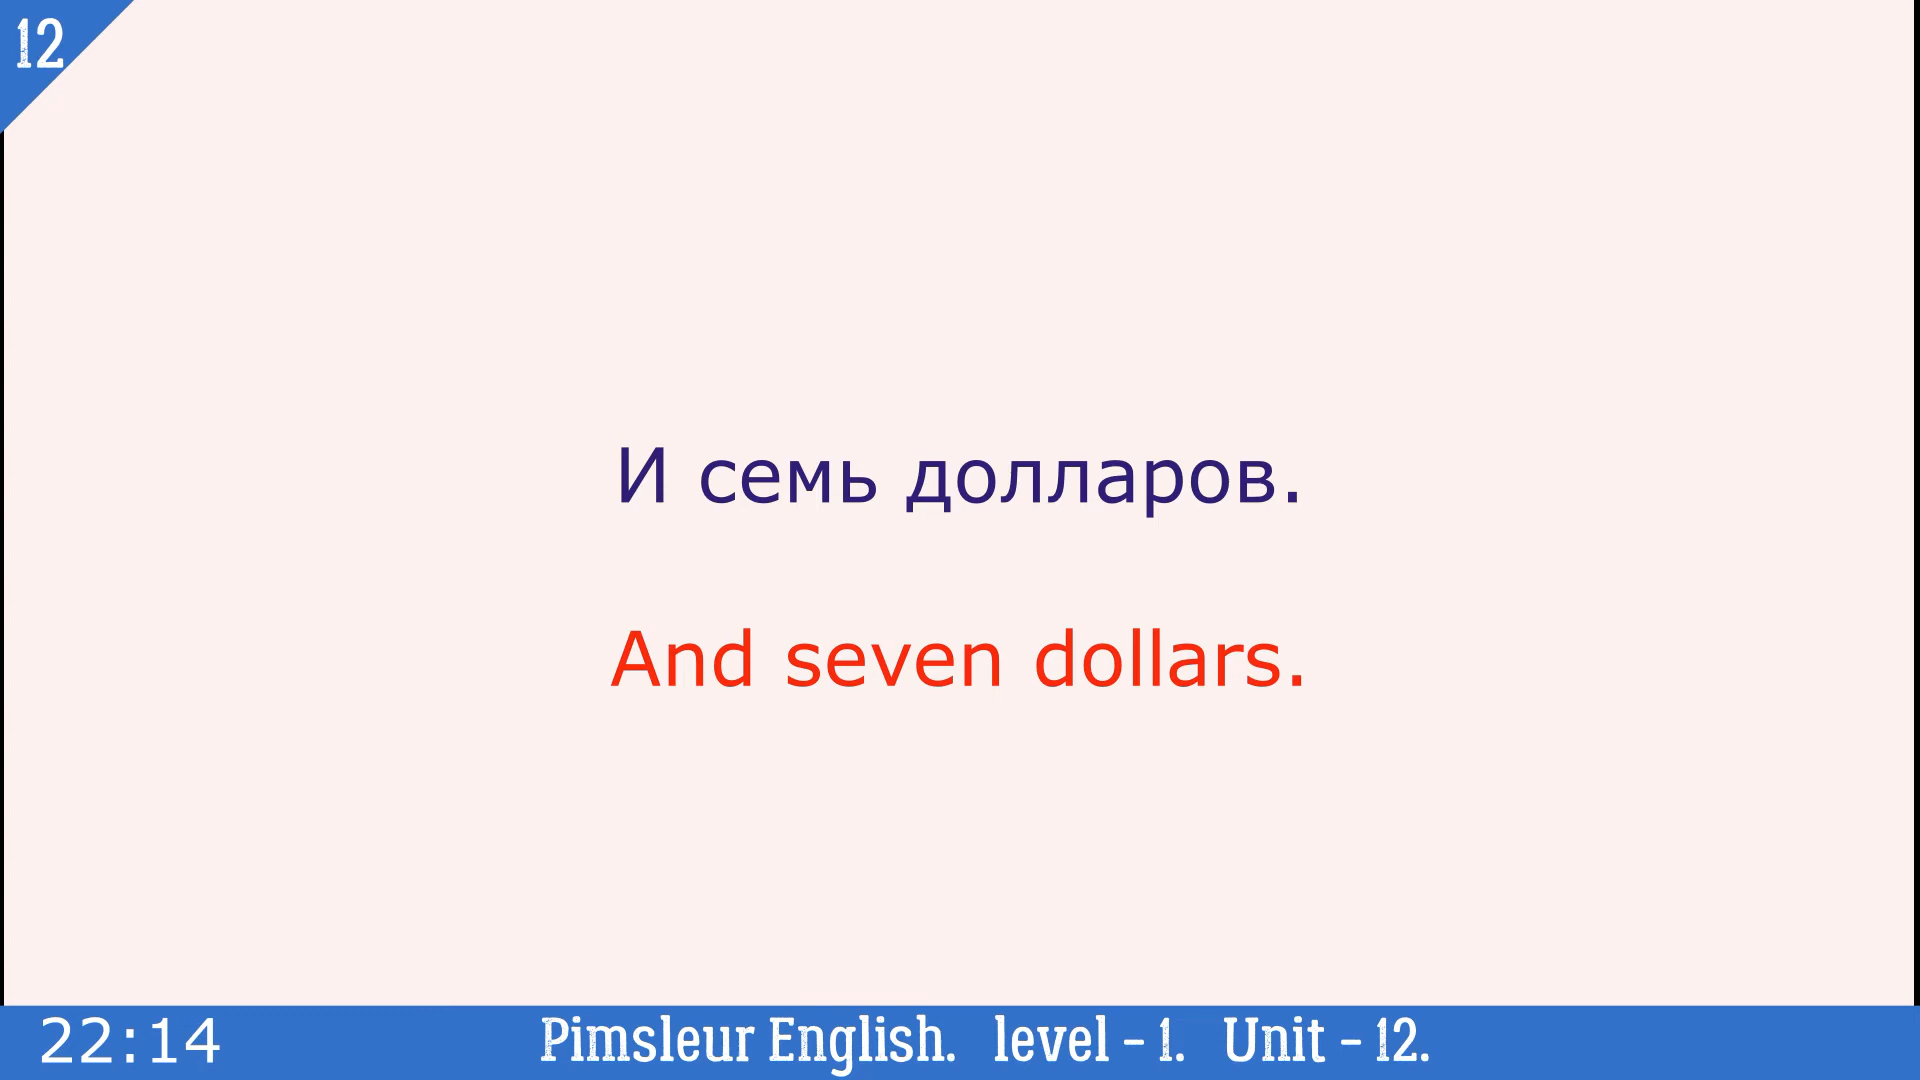 12
И семь долларов.
And seven dollars.
22:14
Pimsleur English. level - 1. Unit - 12.